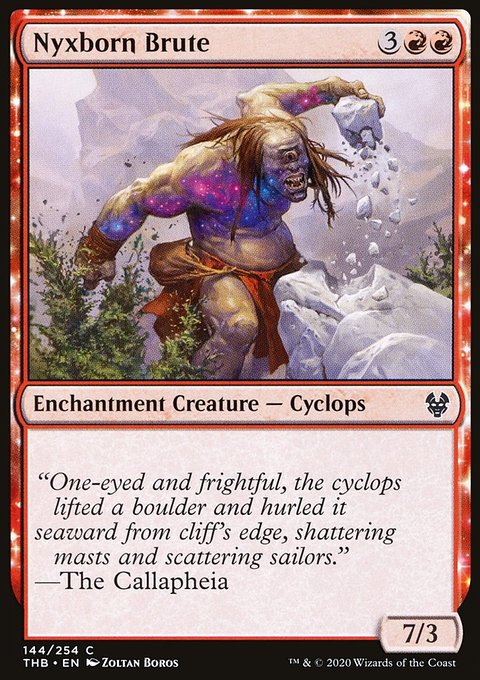 Nyxborn Brute 3
Enchantment Creature — Cyclops
“One-eyed and frightful, the cyclops
lifted a boulder and hurled it
seaward from cliff’s edge, shattering
masts and scattering sailors.”
—The Callapheia
7/3
144/254 C
THB • EN Zoltan Boros
™ & © 2020 Wizards of the Coast